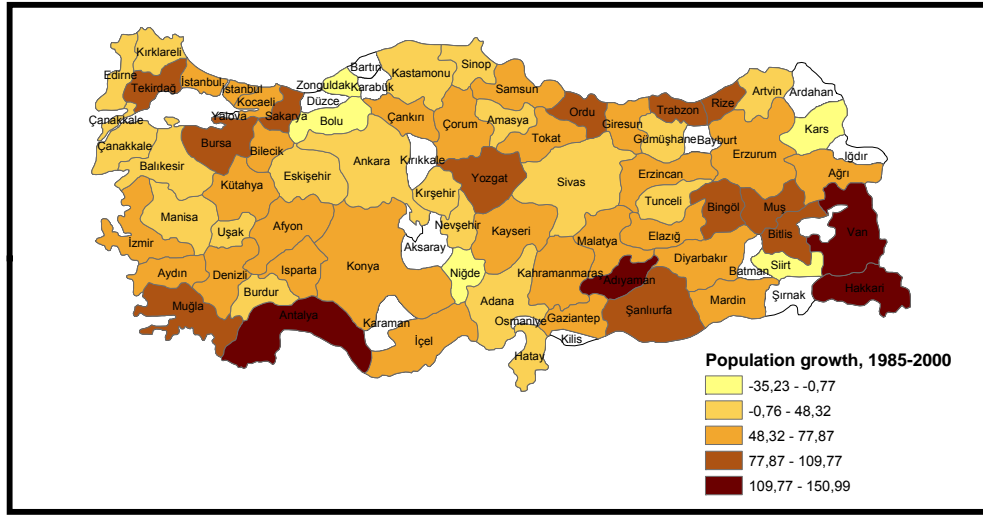 Kırklareli
Edirne
Tekirdağ
İstanbul
İstanbul
Kocaeli
Yalova
Sakarya
Düzce
Zonguldak
Bartın
Karabük
Kastamonu
Sinop
Samsun
Bolu
Çankırı
Çorum
Amasya
Tokat
Ordu
Giresun
Trabzon
Rize
Artvin
Ardahan
Kars
Iğdır
Gümüşhane
Bayburt
Erzurum
Ağrı
Çanakkale
Çanakkale
Balıkesir
Bursa
Bilecik
Kütahya
Eskişehir
Ankara
Kırıkkale
Kırşehir
Yozgat
Sivas
Erzincan
Tunceli
Bingöl
Muş
Bitlis
Van
Manisa
Uşak
Afyon
İzmir
Aydın
Denizli
Isparta
Burdur
Konya
Aksaray
Nevşehir
Niğde
Kayseri
Malatya
Elazığ
Diyarbakır
Batman
Siirt
Hakkari
Şırnak
Mardin
Muğla
Antalya
Karaman
İçel
Adana
Osmaniye
Hatay
Kahramanmaras
Gaziantep
Kilis
Adıyaman
Şanlıurfa
Population growth, 1985-2000
-35,23 - -0,77
-0,76 - 48,32
48,32 - 77,87
77,87 - 109,77
109,77 - 150,99